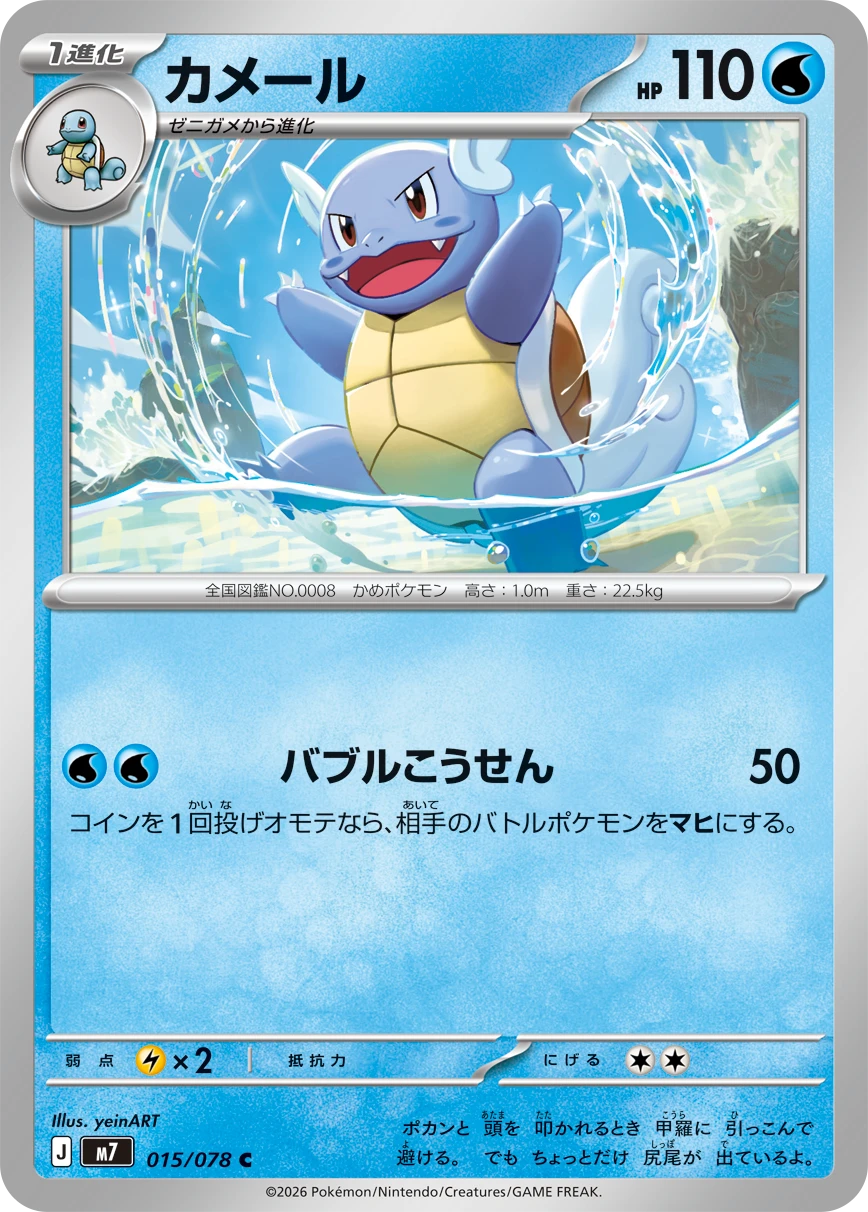 1進化
カメール
HP 110
ゼニガメから進化
全国図鑑NO.0008 かめポケモン 高さ：1.0m 重さ：22.5kg
バブルこうせん 50
コインを1回投げオモテなら、相手のバトルポケモンをマヒにする。
弱点 ×2 抵抗力 にげる
Illus. yeinART
ポカンと 頭を 叩かれるとき 甲羅に 引っこんで
避ける。 でも ちょっとだけ 尻尾が 出ているよ。
J M7 015/078 C
©2026 Pokémon/Nintendo/Creatures/GAME FREAK.